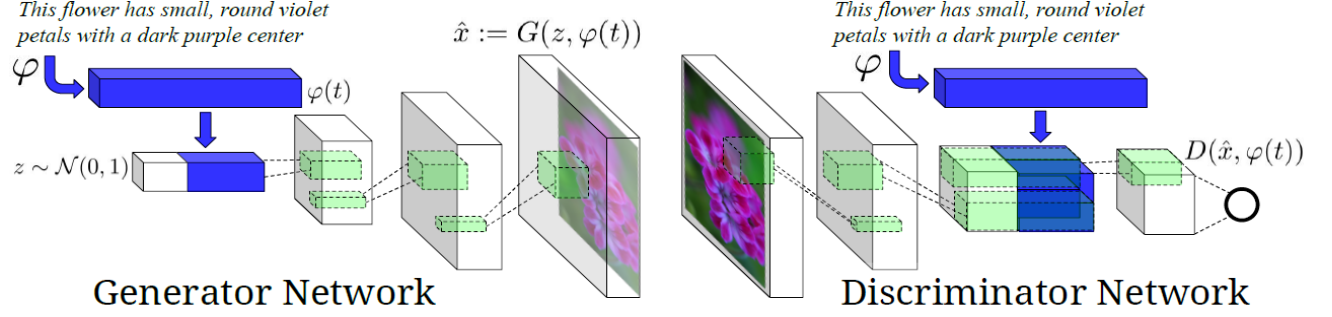 This flower has small, round violet
petals with a dark purple center
φ
φ(t)
z ∼ 𝒩(0, 1)
x̂ := G(z, φ(t))
Generator Network
This flower has small, round violet
petals with a dark purple center
φ
D(x̂, φ(t))
Discriminator Network